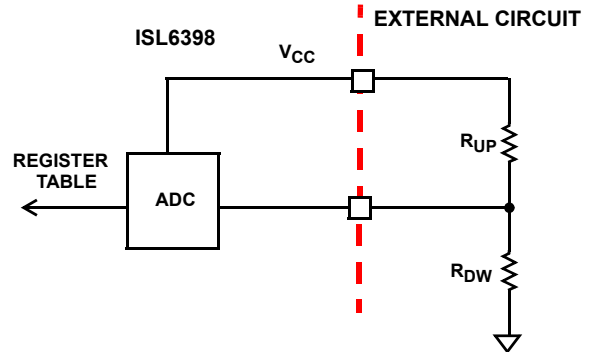 EXTERNAL CIRCUIT
ISL6398
VCC
RUP
REGISTER
TABLE
ADC
RDW